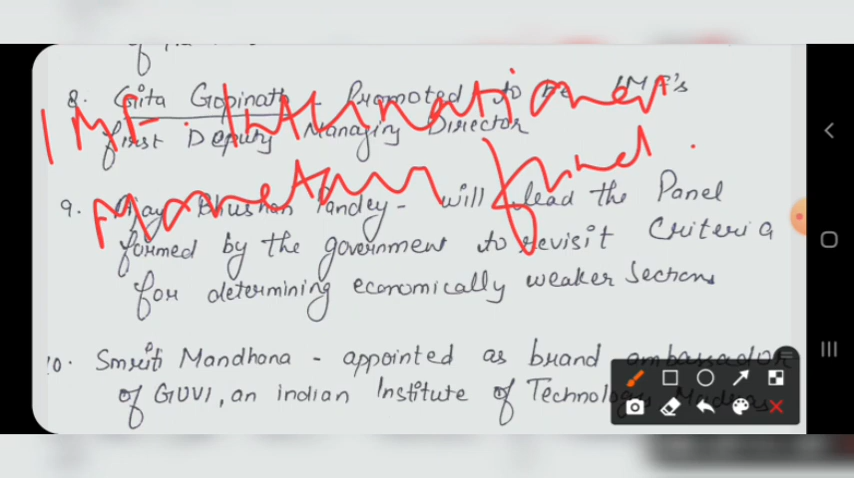 8. Gita Gopinath - Promoted to be IMF's
first Deputy Managing Director
IMF - International
Monetary fund.
9. Ajay Bhushan Pandey - will lead the Panel
formed by the government to revisit Criteria
for determining economically weaker Sections
10. Smriti Mandhana - appointed as brand ambassador
of GUVI, an indian Institute of Technology Madras